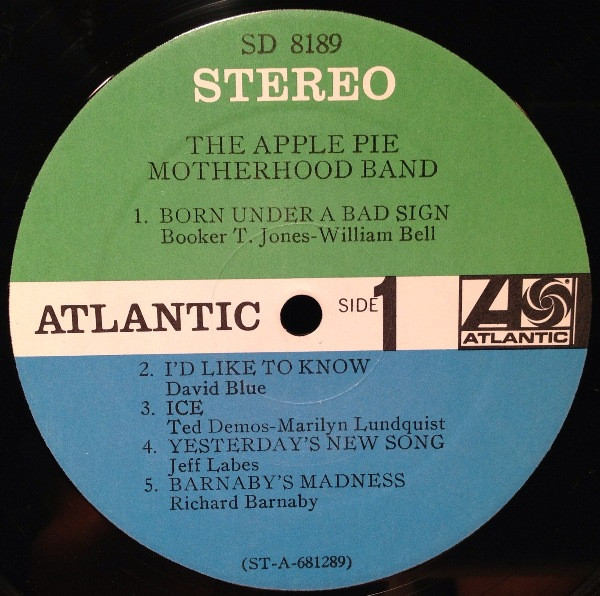 SD 8189
STEREO
THE APPLE PIE
MOTHERHOOD BAND
1. BORN UNDER A BAD SIGN
Booker T. Jones-William Bell
ATLANTIC
SIDE 1
ATLANTIC
2. I'D LIKE TO KNOW
David Blue
3. ICE
Ted Demos-Marilyn Lundquist
4. YESTERDAY'S NEW SONG
Jeff Labes
5. BARNABY'S MADNESS
Richard Barnaby
(ST-A-681289)